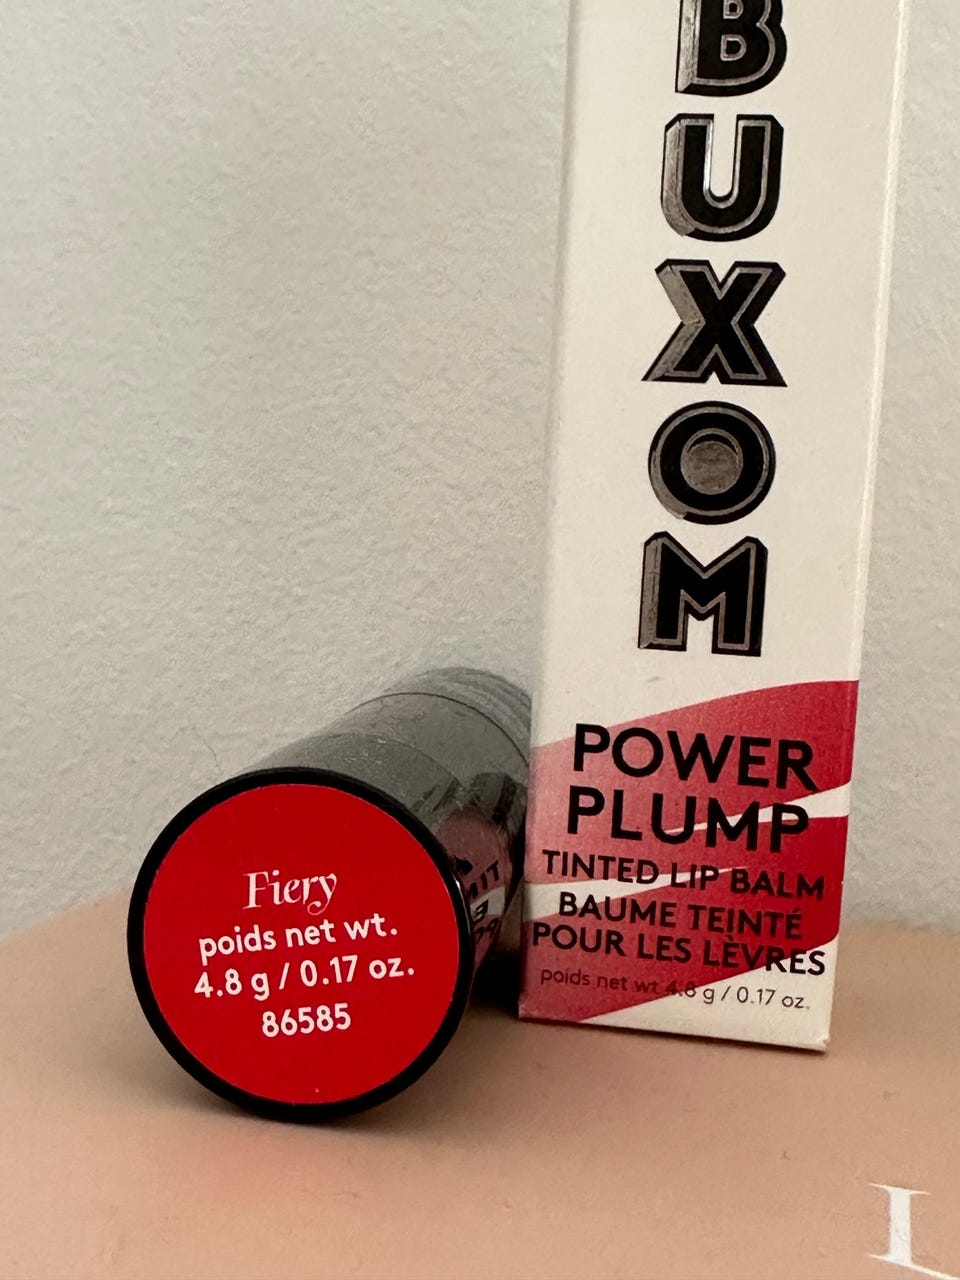 BUXOM
POWER
PLUMP
TINTED LIP BALM
BAUME TEINTÉ
POUR LES LÈVRES
poids net wt. 4.8 g / 0.17 oz.
Fiery
poids net wt.
4.8 g / 0.17 oz.
86585
L